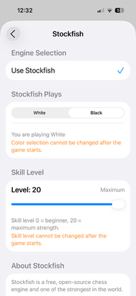 12:32
Stockfish
Engine Selection
Use Stockfish
Stockfish Plays
White
Black
You are playing White
Color selection cannot be changed after the
game starts.
Skill Level
Level: 20
Maximum
Skill level 0 = beginner, 20 =
maximum strength.
Skill level cannot be changed after the
game starts.
About Stockfish
Stockfish is a free, open-source chess
engine and one of the strongest in the world.